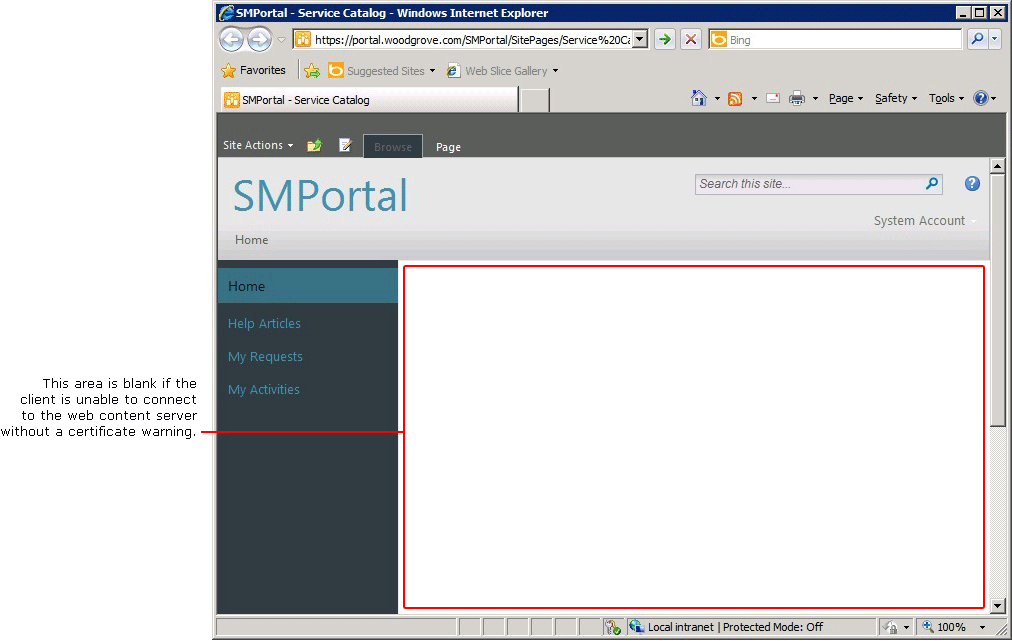 SMPortal - Service Catalog - Windows Internet Explorer
https://portal.woodgrove.com/SMPortal/SitePages/Service%20Ca
Bing
Favorites Suggested Sites Web Slice Gallery
SMPortal - Service Catalog
Page Safety Tools
Site Actions Browse Page
SMPortal
Search this site...
System Account
Home
Home
Help Articles
My Requests
My Activities
This area is blank if the
client is unable to connect
to the web content server
without a certificate warning.
Local intranet | Protected Mode: Off
100%